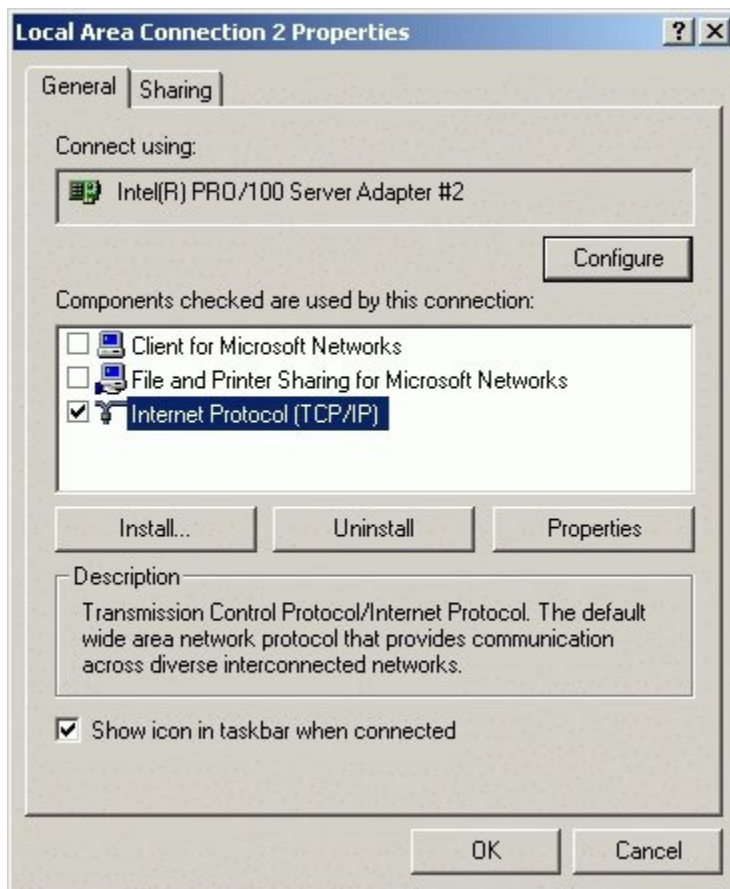 Local Area Connection 2 Properties
General
Sharing
Connect using:
Intel(R) PRO/100 Server Adapter #2
Configure
Components checked are used by this connection:
Client for Microsoft Networks
File and Printer Sharing for Microsoft Networks
Internet Protocol (TCP/IP)
Install...
Uninstall
Properties
Description
Transmission Control Protocol/Internet Protocol. The default
wide area network protocol that provides communication
across diverse interconnected networks.
Show icon in taskbar when connected
OK
Cancel